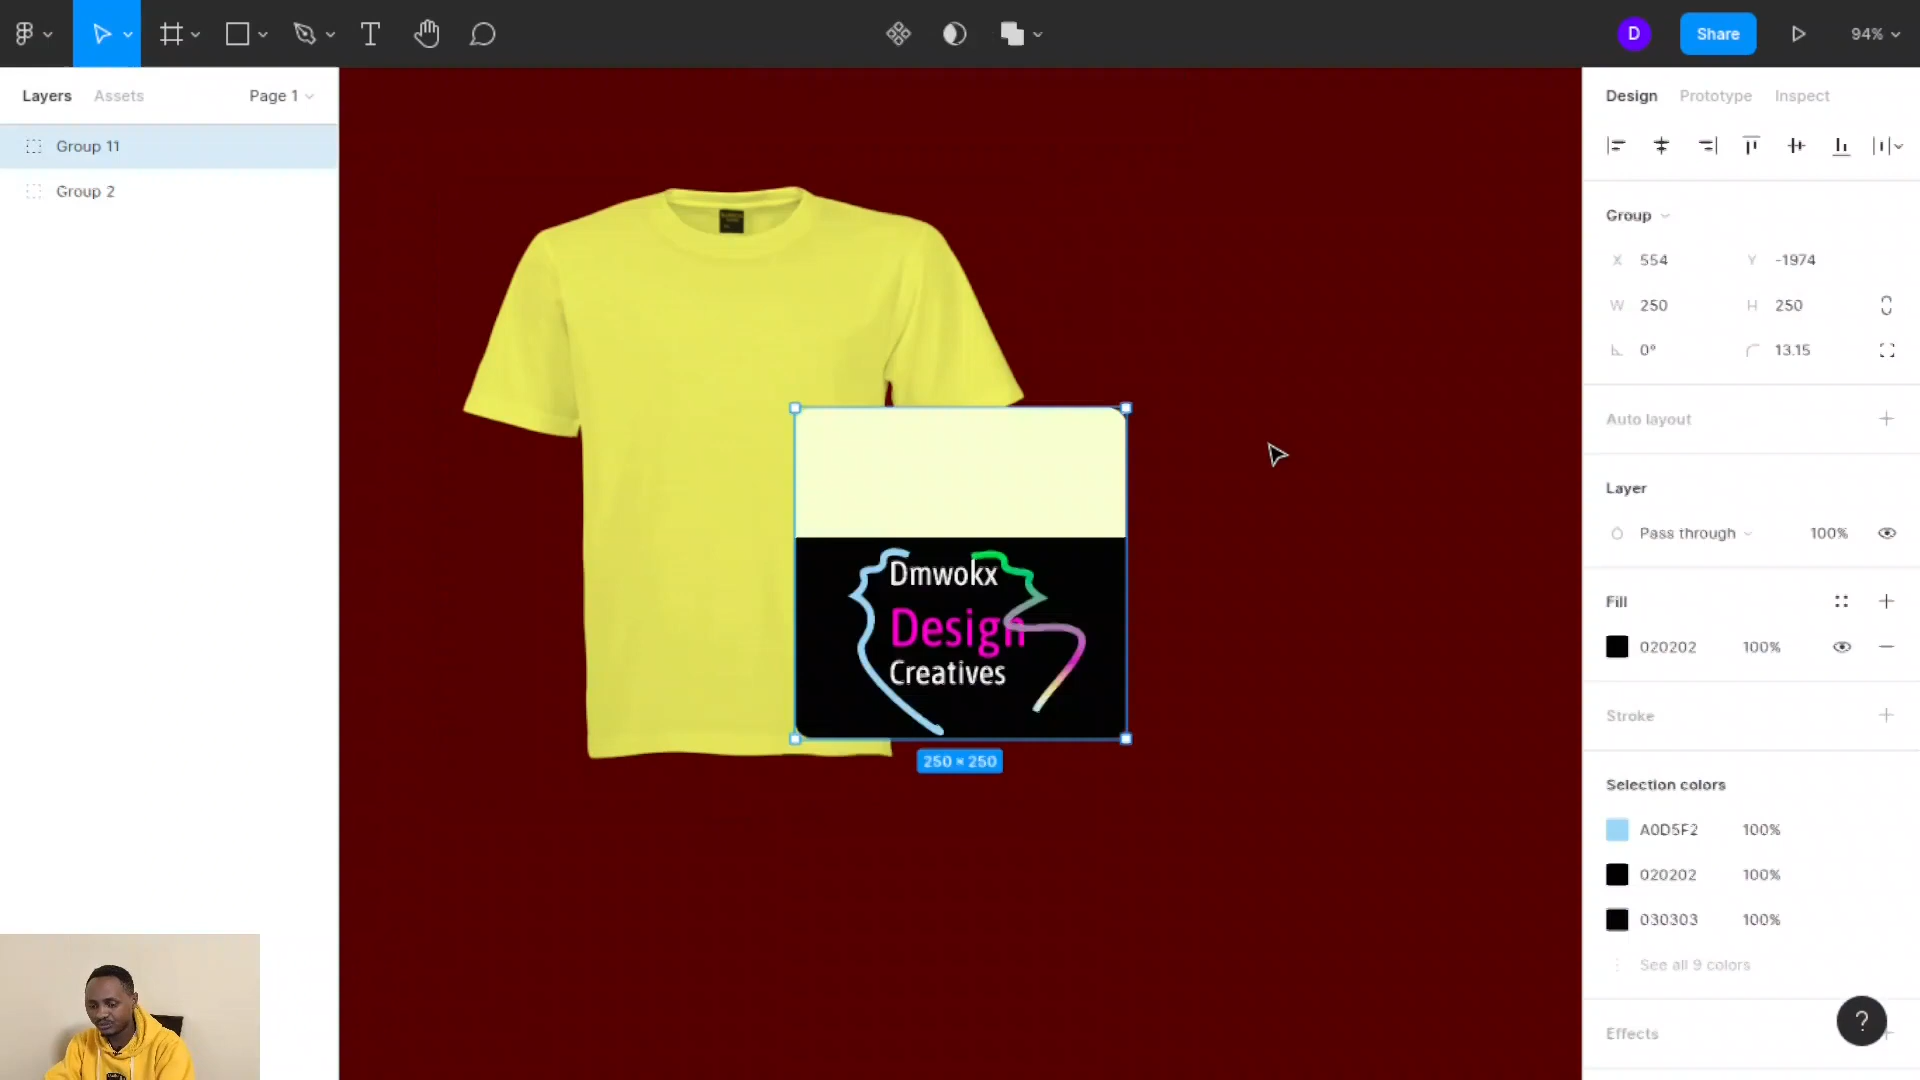 D
Share
94%
Layers
Assets
Page 1
Group 11
Group 2
Dmwokx
Design
Creatives
250 × 250
Design
Prototype
Inspect
Group
X 554
Y -1974
W 250
H 250
0°
13.15
Auto layout
Layer
Pass through
100%
Fill
020202 100%
Stroke
Selection colors
A0D5F2 100%
020202 100%
030303 100%
See all 9 colors
Effects
?